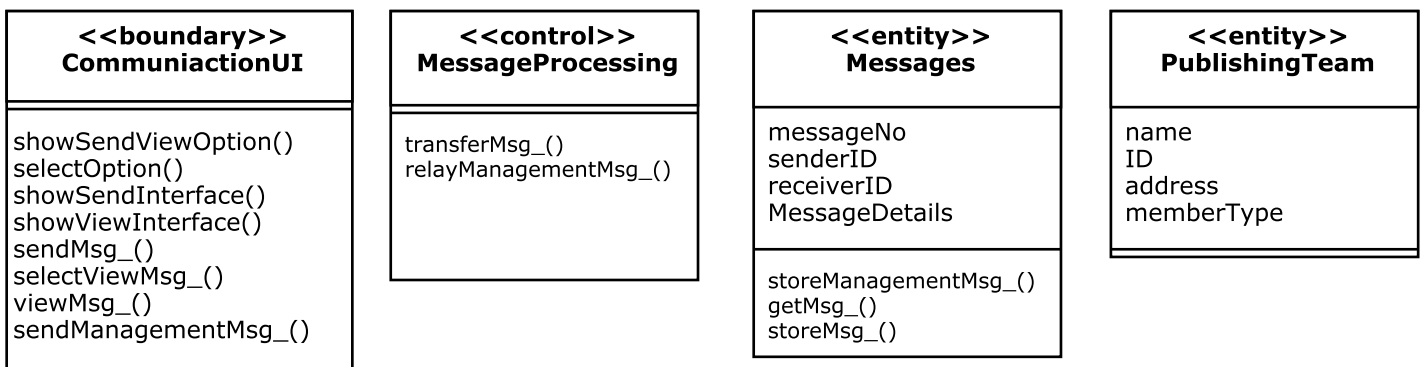 <<boundary>>
CommuniactionUI
showSendViewOption()
selectOption()
showSendInterface()
showViewInterface()
sendMsg_()
selectViewMsg_()
viewMsg_()
sendManagementMsg_()
<<control>>
MessageProcessing
transferMsg_()
relayManagementMsg_()
<<entity>>
Messages
messageNo
senderID
receiverID
MessageDetails
storeManagementMsg_()
getMsg_()
storeMsg_()
<<entity>>
PublishingTeam
name
ID
address
memberType